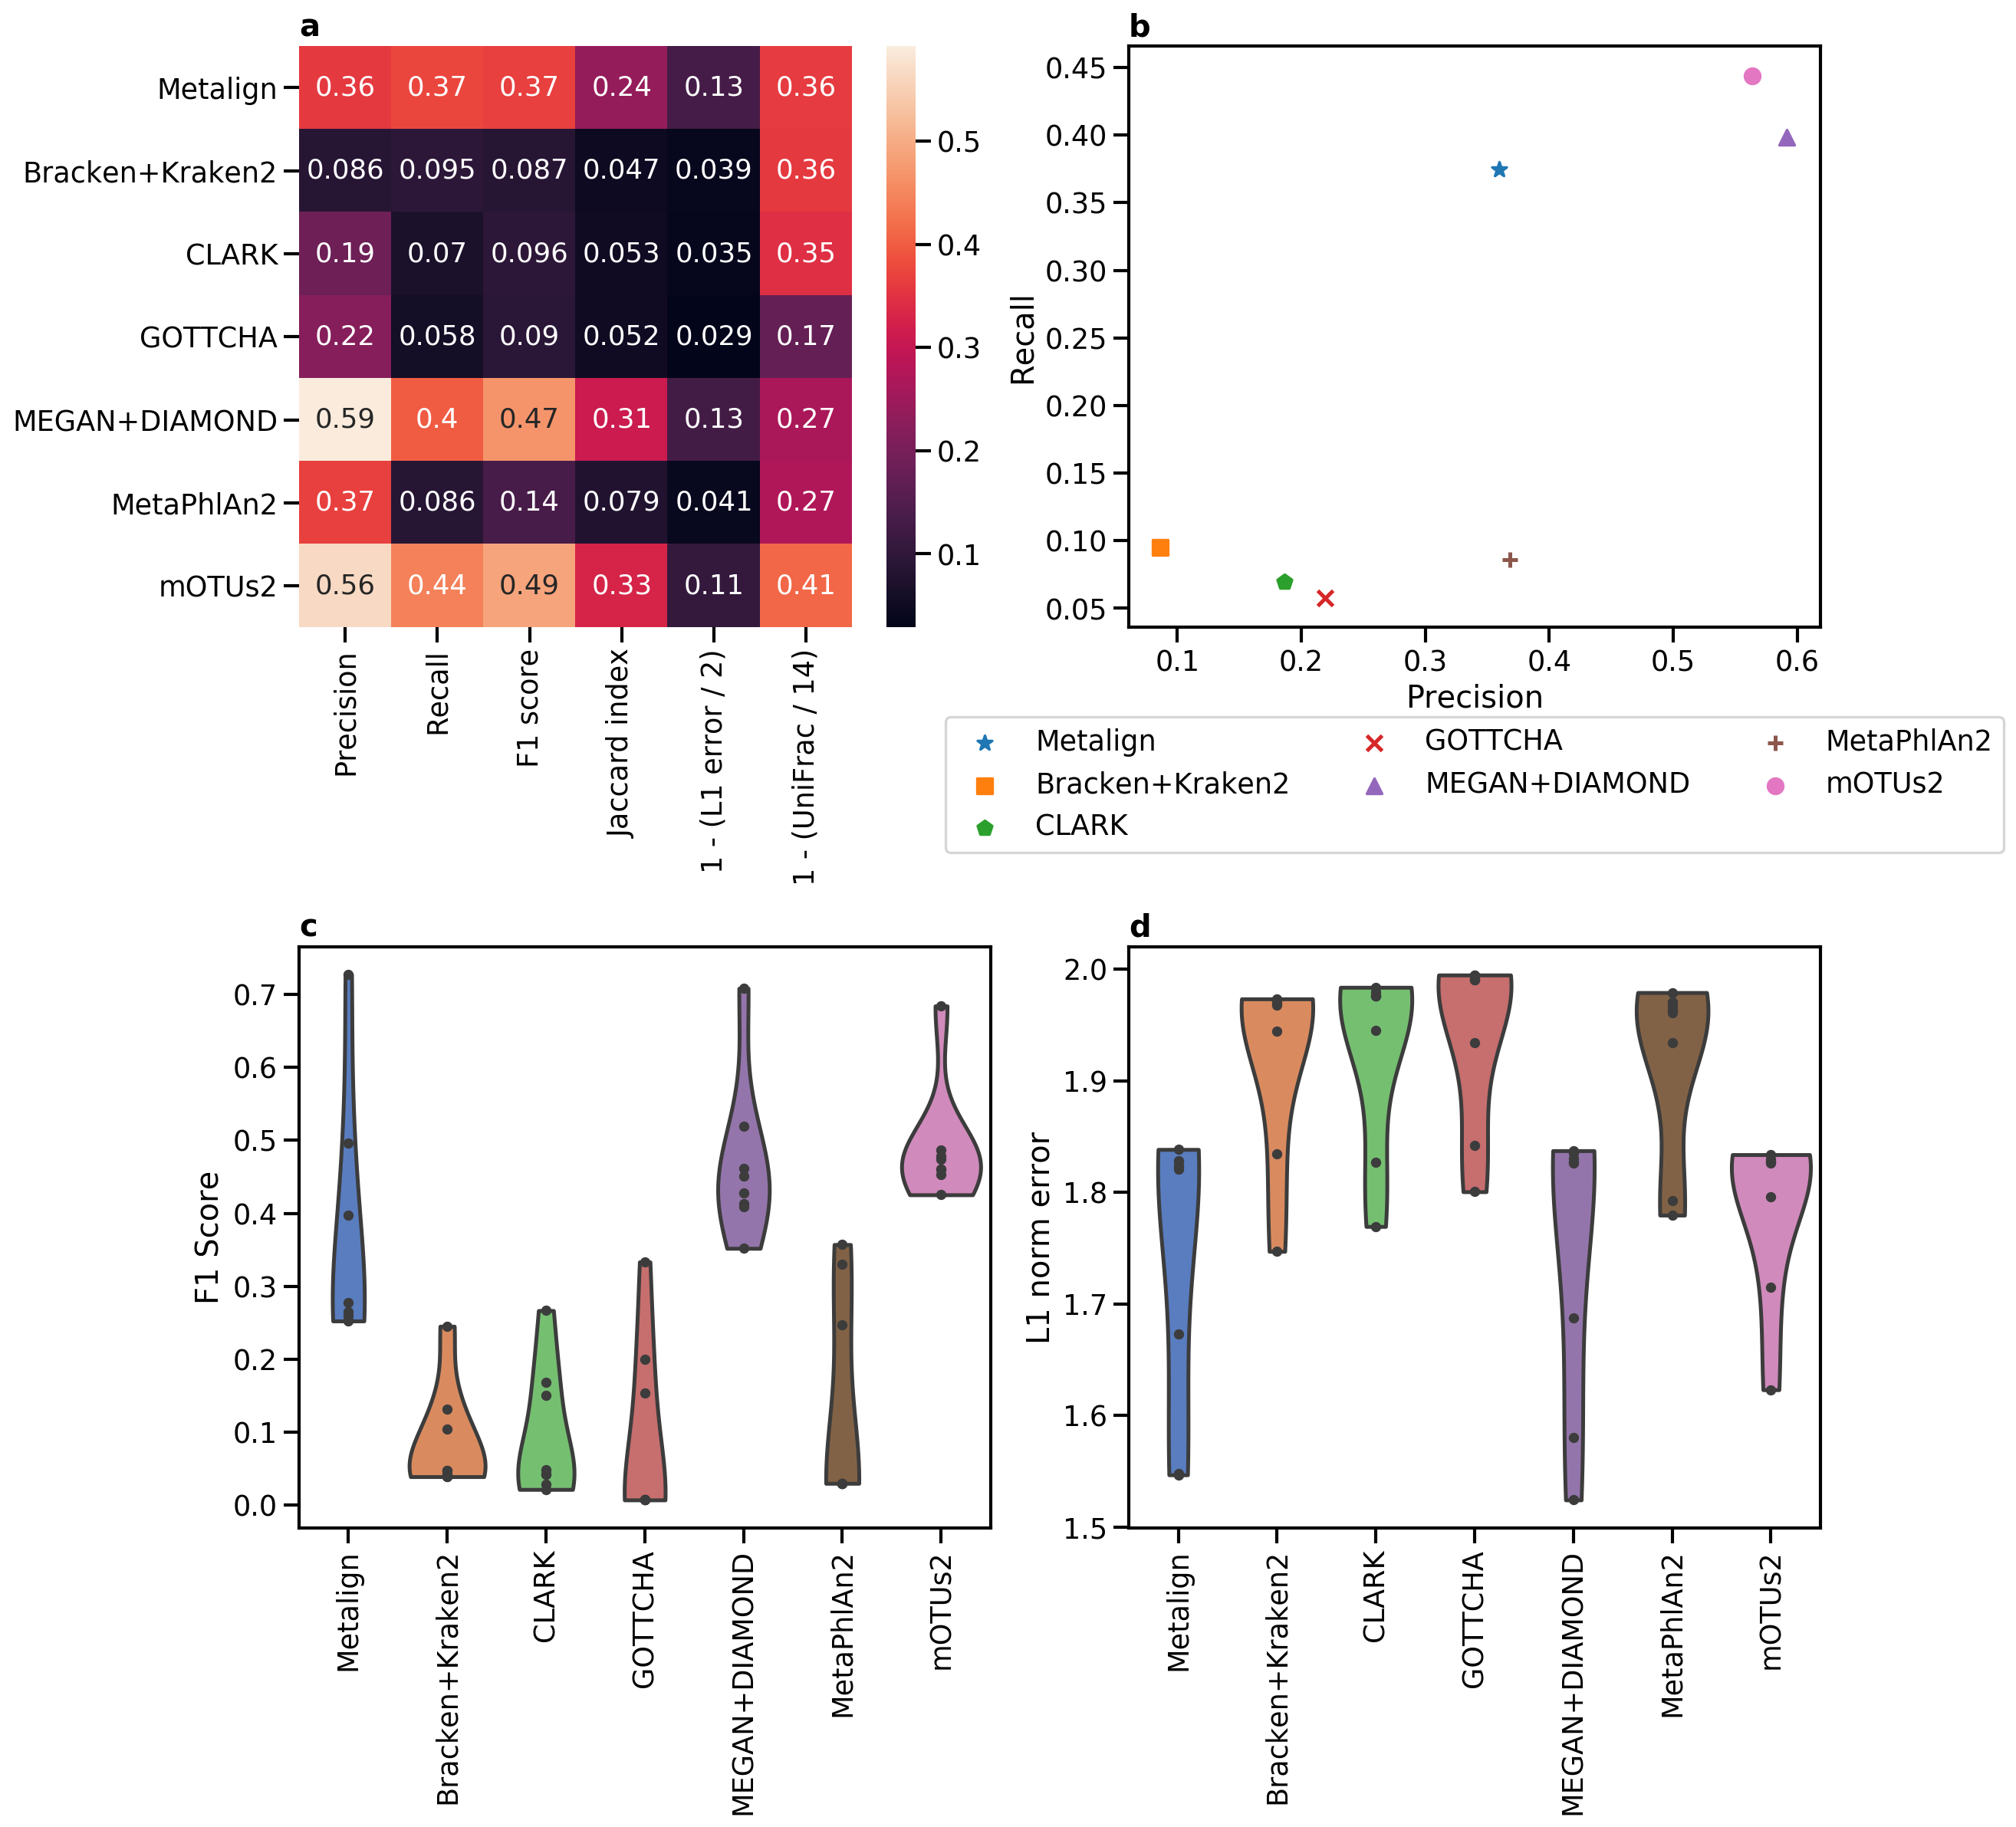 a
Metalign 0.36 0.37 0.37 0.24 0.13 0.36
Bracken+Kraken2 0.086 0.095 0.087 0.047 0.039 0.36
CLARK 0.19 0.07 0.096 0.053 0.035 0.35
GOTTCHA 0.22 0.058 0.09 0.052 0.029 0.17
MEGAN+DIAMOND 0.59 0.4 0.47 0.31 0.13 0.27
MetaPhlAn2 0.37 0.086 0.14 0.079 0.041 0.27
mOTUs2 0.56 0.44 0.49 0.33 0.11 0.41
Precision
Recall
F1 score
Jaccard index
1 - (L1 error / 2)
1 - (UniFrac / 14)
0.5
0.4
0.3
0.2
0.1
b
Recall
0.45
0.40
0.35
0.30
0.25
0.20
0.15
0.10
0.05
0.1 0.2 0.3 0.4 0.5 0.6
Precision
Metalign
Bracken+Kraken2
CLARK
GOTTCHA
MEGAN+DIAMOND
MetaPhlAn2
mOTUs2
c
F1 Score
0.7
0.6
0.5
0.4
0.3
0.2
0.1
0.0
Metalign
Bracken+Kraken2
CLARK
GOTTCHA
MEGAN+DIAMOND
MetaPhlAn2
mOTUs2
d
L1 norm error
2.0
1.9
1.8
1.7
1.6
1.5
Metalign
Bracken+Kraken2
CLARK
GOTTCHA
MEGAN+DIAMOND
MetaPhlAn2
mOTUs2